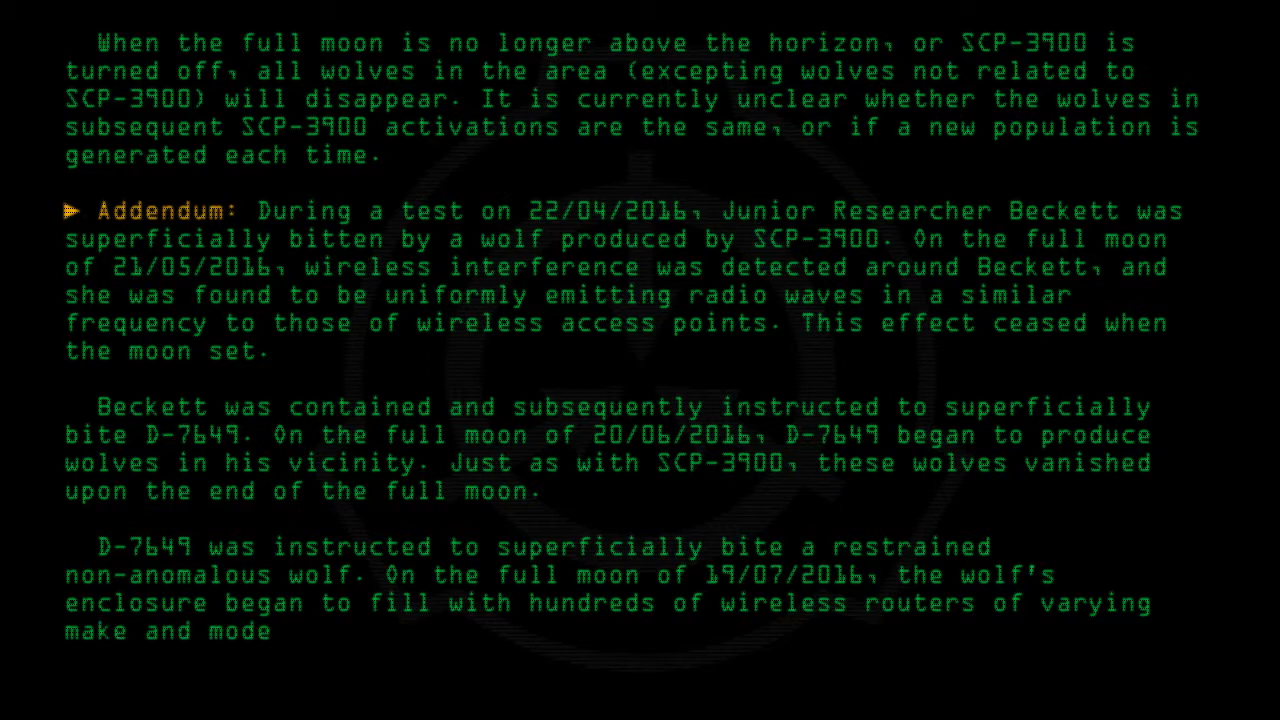 When the full moon is no longer above the horizon, or SCP-3900 is
turned off, all wolves in the area (excepting wolves not related to
SCP-3900) will disappear. It is currently unclear whether the wolves in
subsequent SCP-3900 activations are the same, or if a new population is
generated each time.
► Addendum: During a test on 22/04/2016, Junior Researcher Beckett was
superficially bitten by a wolf produced by SCP-3900. On the full moon
of 21/05/2016, wireless interference was detected around Beckett, and
she was found to be uniformly emitting radio waves in a similar
frequency to those of wireless access points. This effect ceased when
the moon set.
Beckett was contained and subsequently instructed to superficially
bite D-7649. On the full moon of 20/06/2016, D-7649 began to produce
wolves in his vicinity. Just as with SCP-3900, these wolves vanished
upon the end of the full moon.
D-7649 was instructed to superficially bite a restrained
non-anomalous wolf. On the full moon of 19/07/2016, the wolf's
enclosure began to fill with hundreds of wireless routers of varying
make and mode